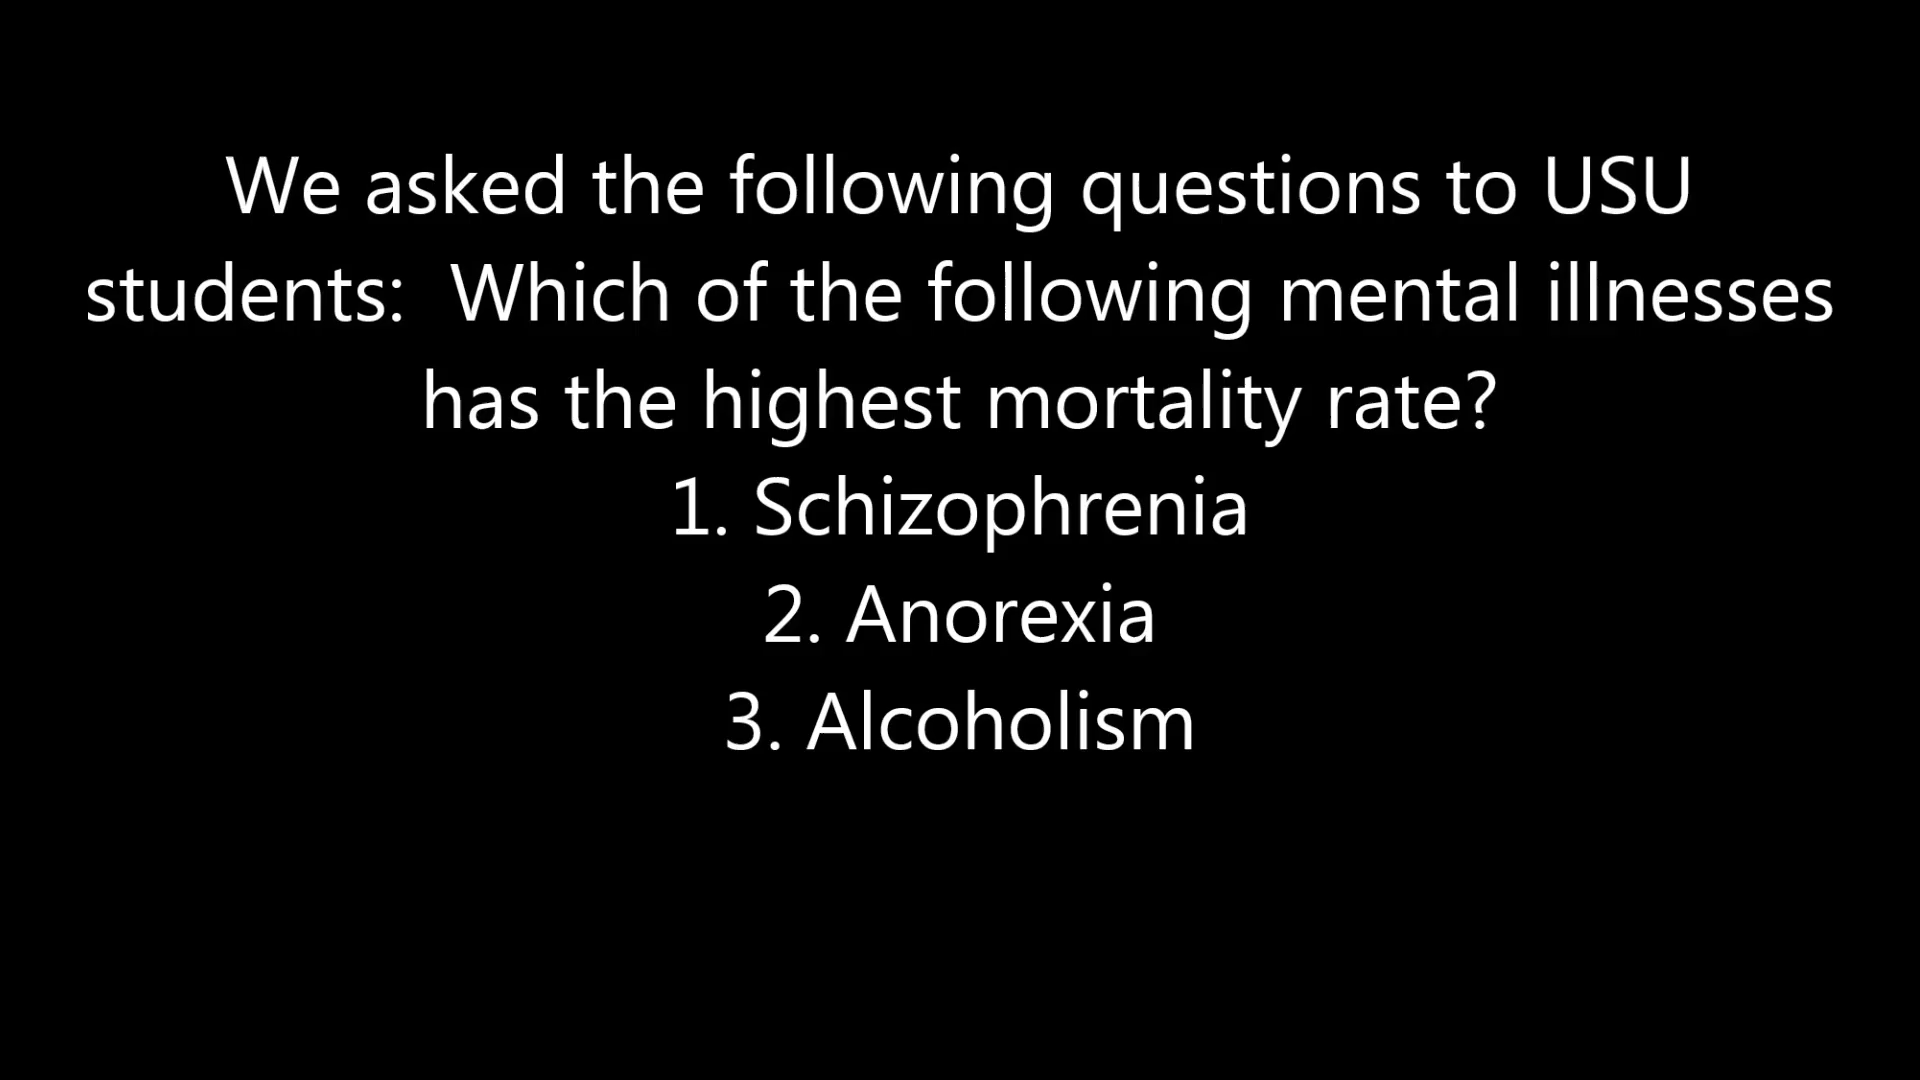 We asked the following questions to USU
students:  Which of the following mental illnesses
has the highest mortality rate?
1. Schizophrenia
2. Anorexia
3. Alcoholism